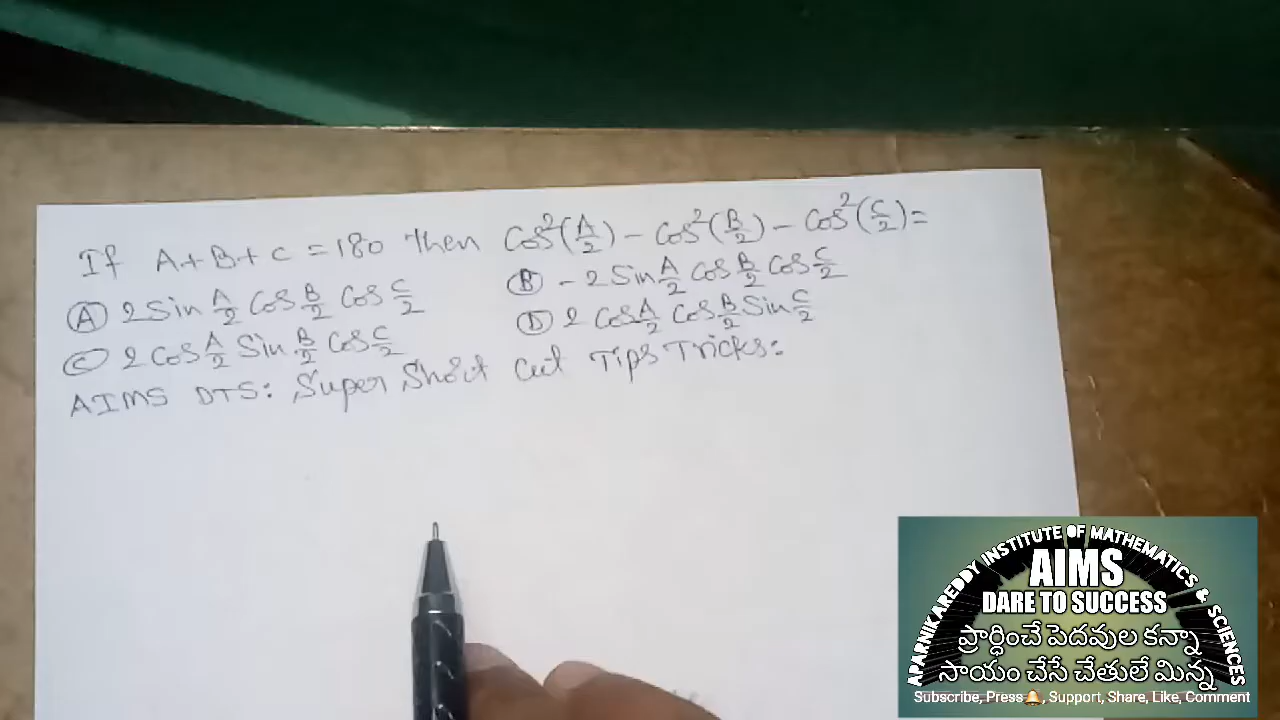 If A+B+C = 180 Then Cos²(A/2) - Cos²(B/2) - Cos²(C/2) =
Ⓐ 2 Sin A/2 Cos B/2 Cos C/2 Ⓑ - 2 Sin A/2 Cos B/2 Cos C/2
Ⓒ 2 Cos A/2 Sin B/2 Cos C/2 Ⓓ 2 Cos A/2 Cos B/2 Sin C/2
AIMS DTS: Super Short Cut Tips Tricks:
APARNIKAREDDY INSTITUTE OF MATHEMATICS & SCIENCES
AIMS
DARE TO SUCCESS
ప్రార్ధించే పెదవుల కన్నా
సాయం చేసే చేతులే మిన్న
Subscribe, Press🔔, Support, Share, Like, Comment